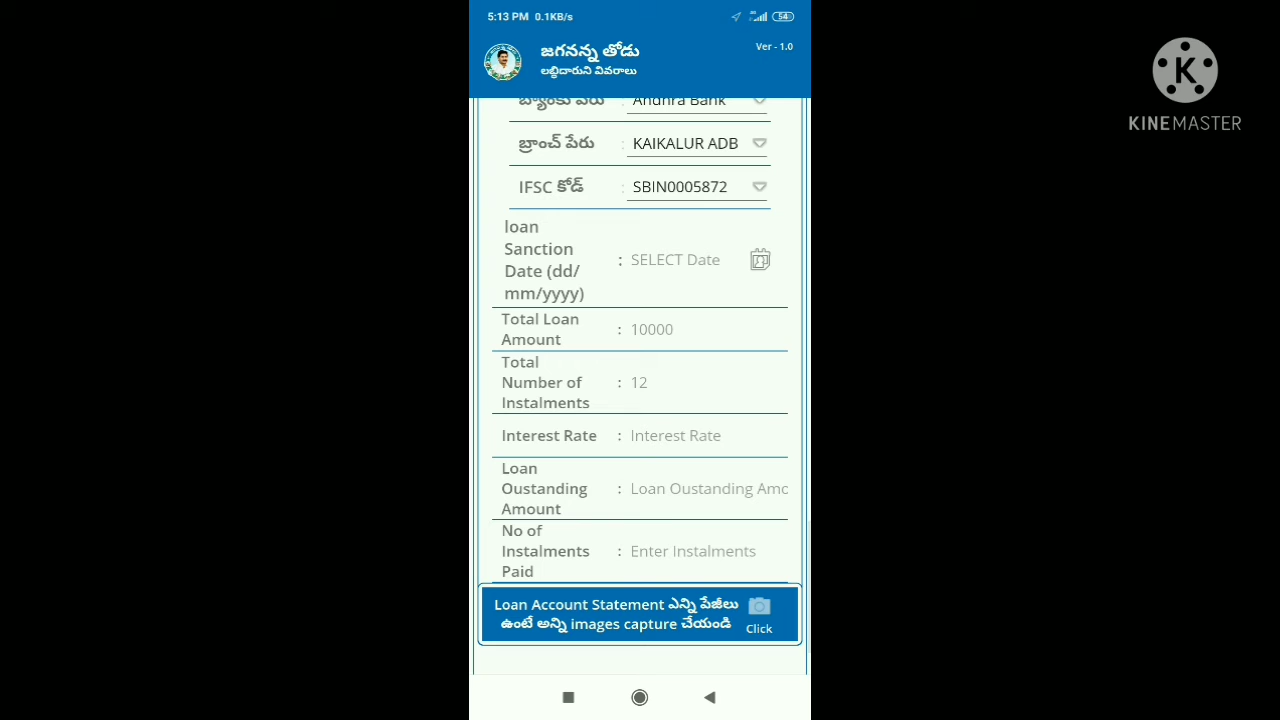 5:13 PM 0.1KB/s
54
జగనన్న తోడు
Ver - 1.0
లబ్ధిదారుని వివరాలు
బ్యాంకు పేరు : Andhra Bank
బ్రాంచ్ పేరు : KAIKALUR ADB
IFSC కోడ్ : SBIN0005872
loan
Sanction
Date (dd/
mm/yyyy)
: SELECT Date
Total Loan
Amount
: 10000
Total
Number of
Instalments
: 12
Interest Rate : Interest Rate
Loan
Oustanding
Amount
: Loan Oustanding Amo
No of
Instalments
Paid
: Enter Instalments
Loan Account Statement ఎన్ని పేజీలు
ఉంటే అన్ని images capture చేయండి
Click
K
KINEMASTER